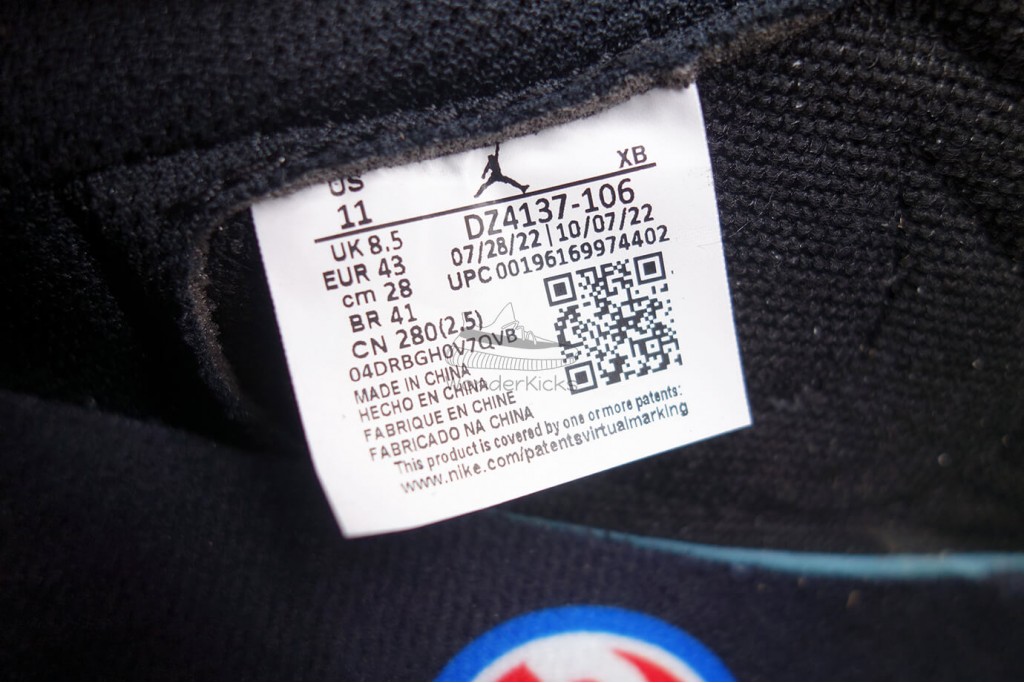 US XB
11 DZ4137-106
UK 8.5 07/28/22 | 10/07/22
EUR 43 UPC 00196169974402
cm 28
BR 41
CN 280(2.5)
04DRBGH0V7QVB
MADE IN CHINA
HECHO EN CHINA
FABRIQUE EN CHINE
FABRICADO NA CHINA
This product is covered by one or more patents:
www.nike.com/patentsvirtualmarking
WonderKicks